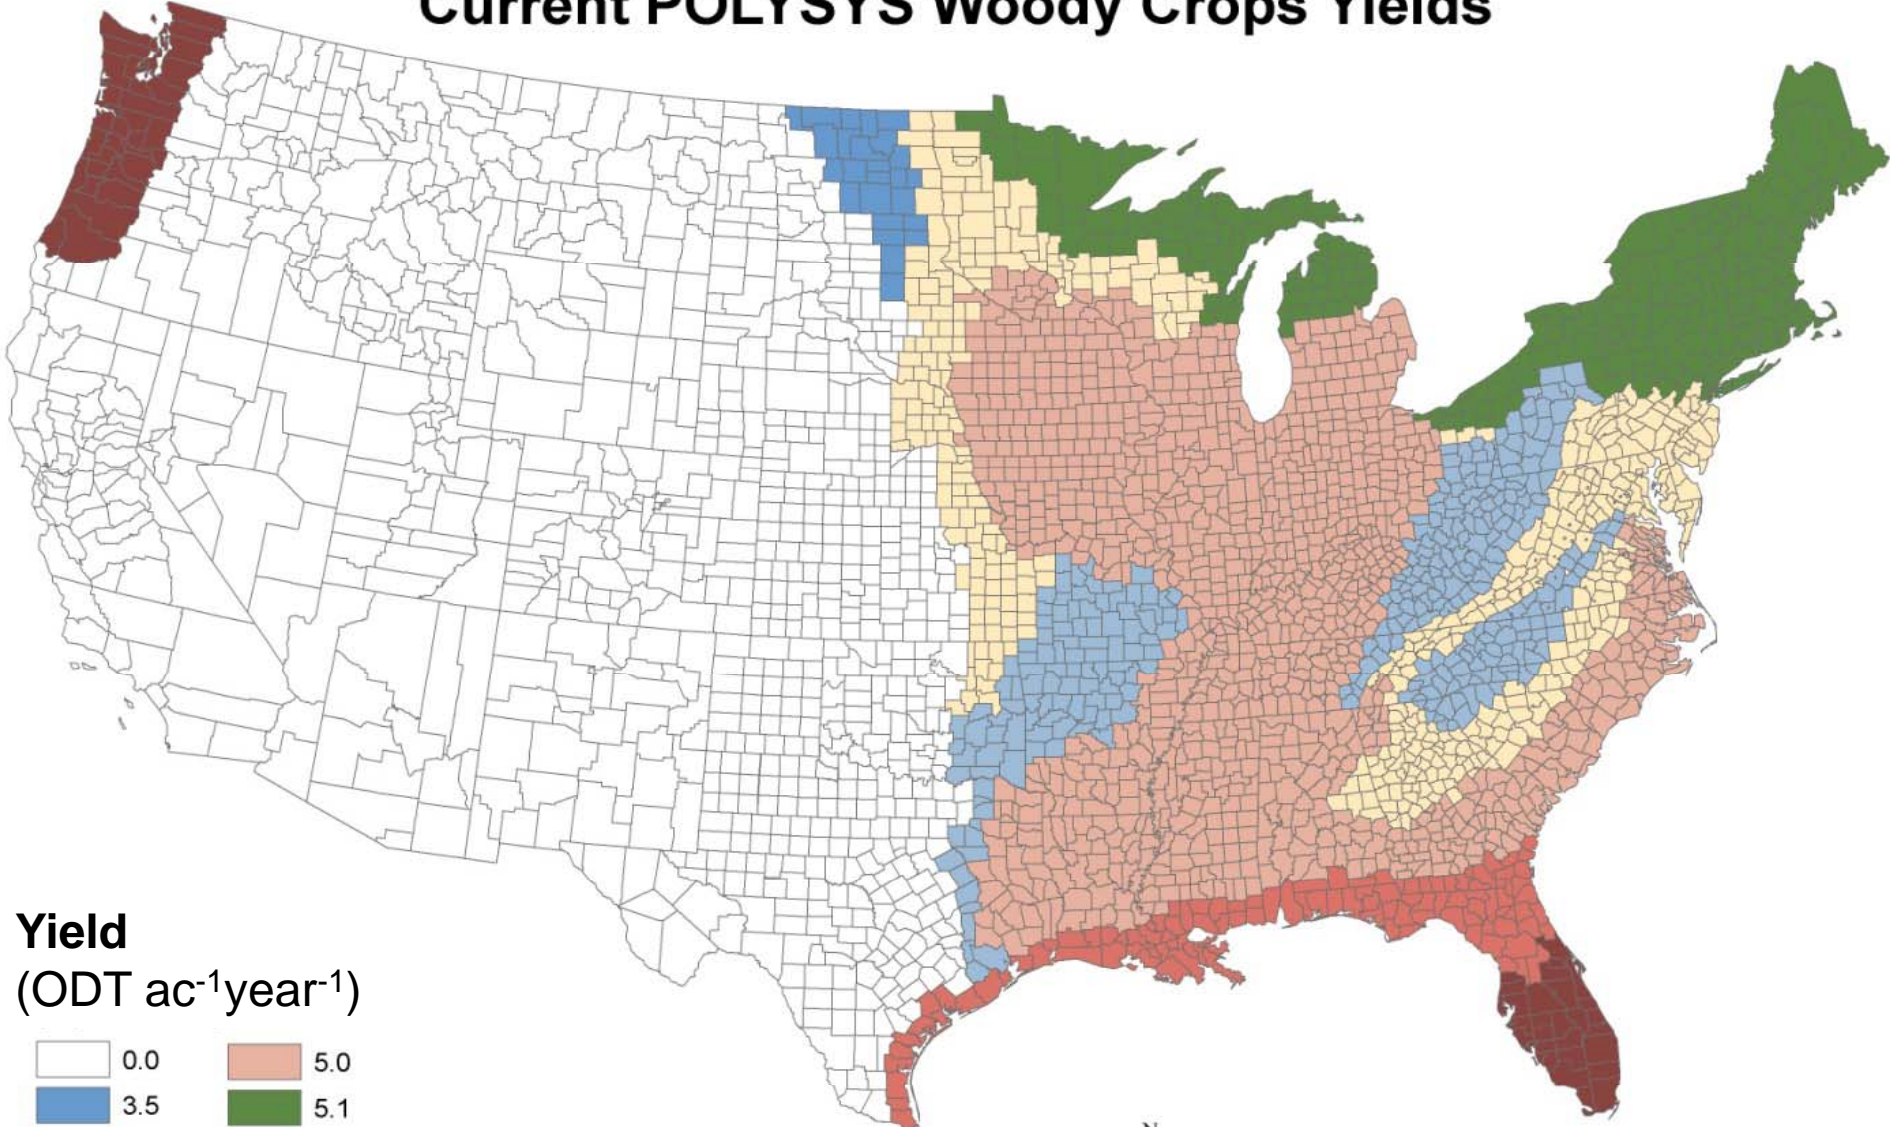 Current POLYSYS Woody Crops Yields
Yield
(ODT ac-1year-1)
0.0 5.0
3.5 5.1
N